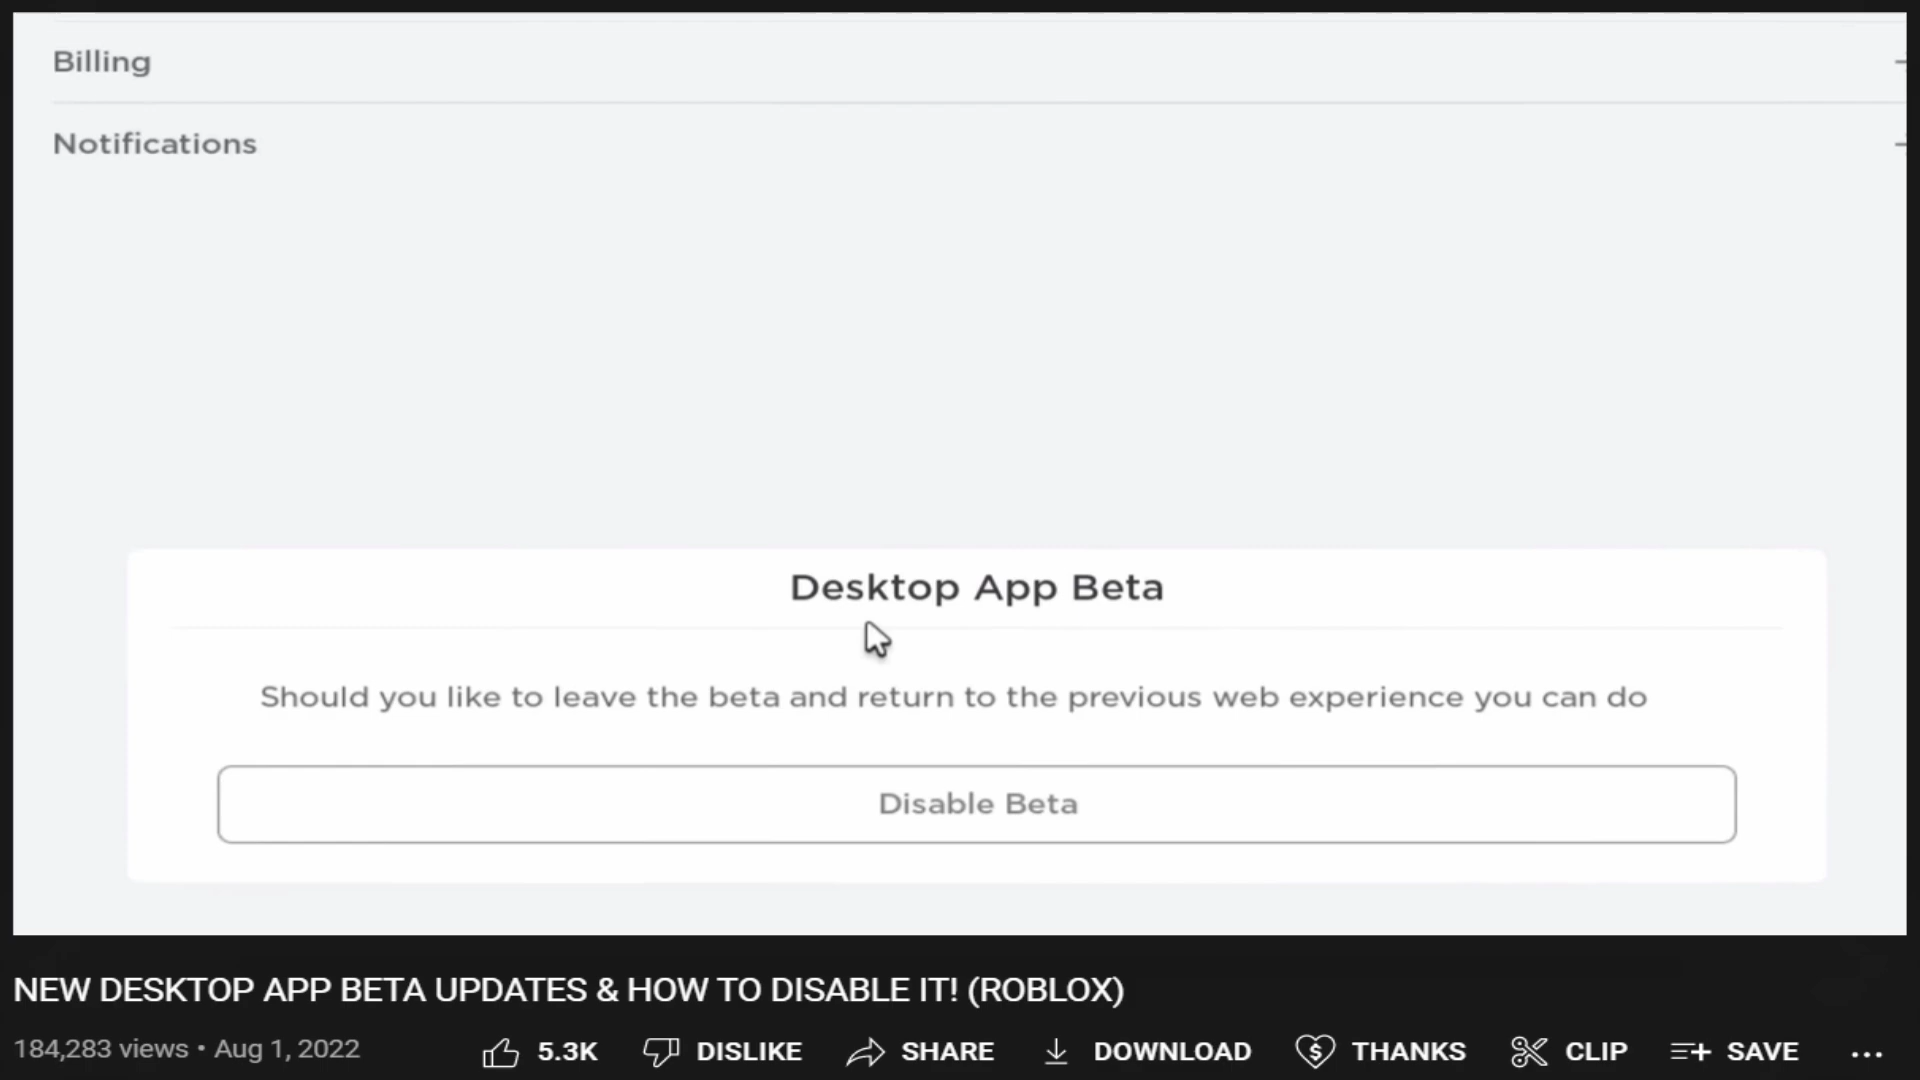 Billing
Notifications
Desktop App Beta
Should you like to leave the beta and return to the previous web experience you can do
Disable Beta
NEW DESKTOP APP BETA UPDATES & HOW TO DISABLE IT! (ROBLOX)
184,283 views • Aug 1, 2022 5.3K DISLIKE SHARE DOWNLOAD THANKS CLIP SAVE ...